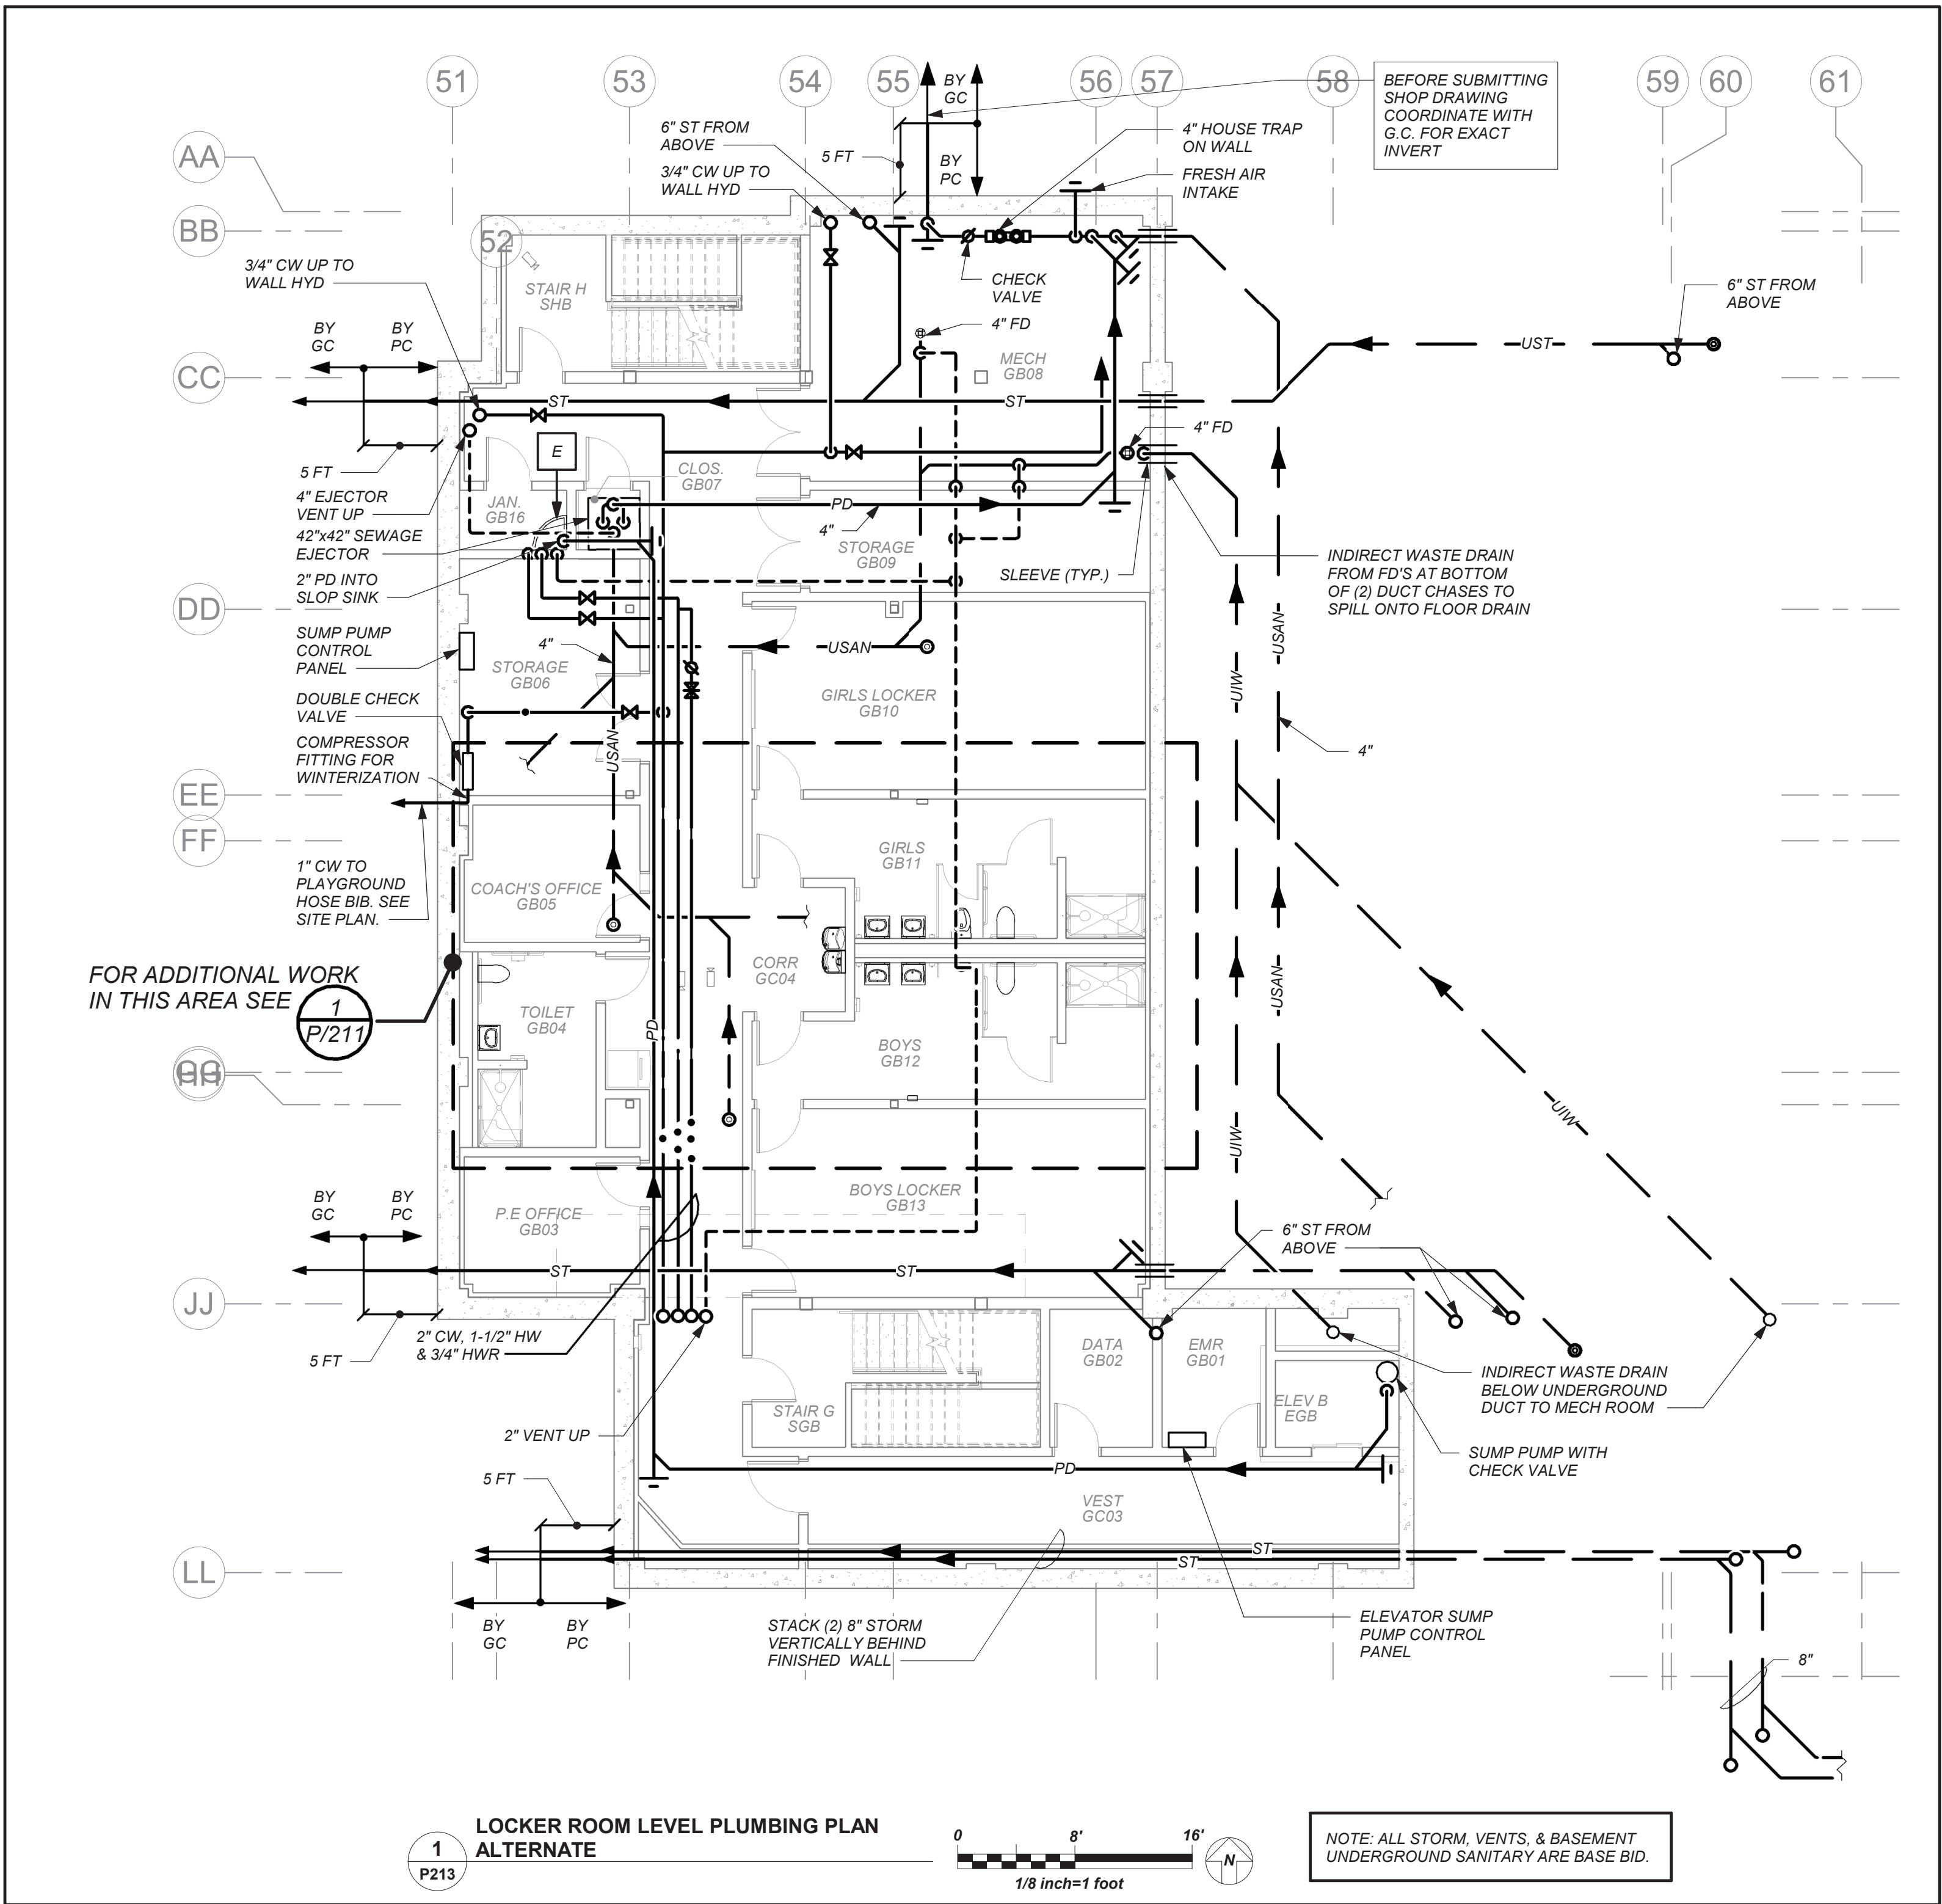 51
53
54
55
56
57
58
59
60
61
52
AA
BB
CC
DD
EE
FF
GG
JJ
LL
BY
GC
BY
PC
5 FT
BEFORE SUBMITTING
SHOP DRAWING
COORDINATE WITH
G.C. FOR EXACT
INVERT
6" ST FROM
ABOVE
3/4" CW UP TO
WALL HYD
4" HOUSE TRAP
ON WALL
FRESH AIR
INTAKE
CHECK
VALVE
4" FD
3/4" CW UP TO
WALL HYD
STAIR H
SHB
MECH
GB08
6" ST FROM
ABOVE
UST
BY
GC
BY
PC
ST
ST
5 FT
4" EJECTOR
VENT UP
42"x42" SEWAGE
EJECTOR
2" PD INTO
SLOP SINK
SUMP PUMP
CONTROL
PANEL
DOUBLE CHECK
VALVE
COMPRESSOR
FITTING FOR
WINTERIZATION
1" CW TO
PLAYGROUND
HOSE BIB. SEE
SITE PLAN.
E
JAN.
GB16
CLOS.
GB07
PD
4"
STORAGE
GB09
4" FD
SLEEVE (TYP.)
INDIRECT WASTE DRAIN
FROM FD'S AT BOTTOM
OF (2) DUCT CHASES TO
SPILL ONTO FLOOR DRAIN
4"
STORAGE
GB06
USAN
USAN
GIRLS LOCKER
GB10
UIW
USAN
4"
COACH'S OFFICE
GB05
GIRLS
GB11
FOR ADDITIONAL WORK
IN THIS AREA SEE
1
P/211
TOILET
GB04
PD
CORR
GC04
BOYS
GB12
USAN
UIW
UIW
BY
GC
BY
PC
P.E OFFICE
GB03
BOYS LOCKER
GB13
6" ST FROM
ABOVE
ST
ST
5 FT
2" CW, 1-1/2" HW
& 3/4" HWR
2" VENT UP
STAIR G
SGB
DATA
GB02
EMR
GB01
ELEV B
EGB
INDIRECT WASTE DRAIN
BELOW UNDERGROUND
DUCT TO MECH ROOM
SUMP PUMP WITH
CHECK VALVE
PD
5 FT
VEST
GC03
ST
ST
BY
GC
BY
PC
STACK (2) 8" STORM
VERTICALLY BEHIND
FINISHED WALL
ELEVATOR SUMP
PUMP CONTROL
PANEL
8"
1
P213
LOCKER ROOM LEVEL PLUMBING PLAN
ALTERNATE
0 8' 16'
1/8 inch=1 foot
N
NOTE: ALL STORM, VENTS, & BASEMENT
UNDERGROUND SANITARY ARE BASE BID.